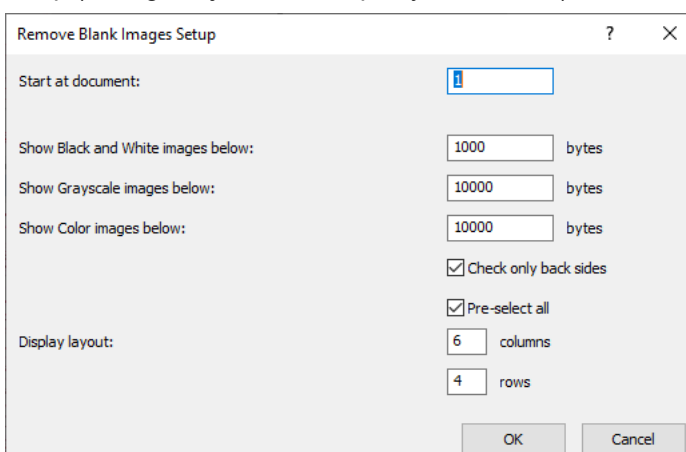 Remove Blank Images Setup ?
Start at document: 1
Show Black and White images below: 1000 bytes
Show Grayscale images below: 10000 bytes
Show Color images below: 10000 bytes
Check only back sides
Pre-select all
Display layout: 6 columns
4 rows
OK Cancel